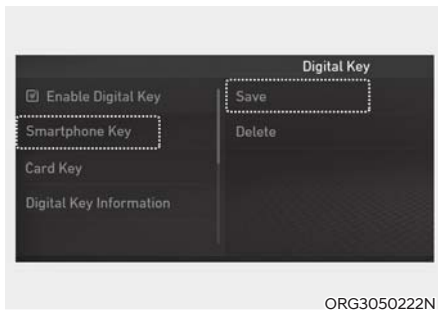 Digital Key
Enable Digital Key
Smartphone Key
Card Key
Digital Key Information
Save
Delete
ORG3050222N